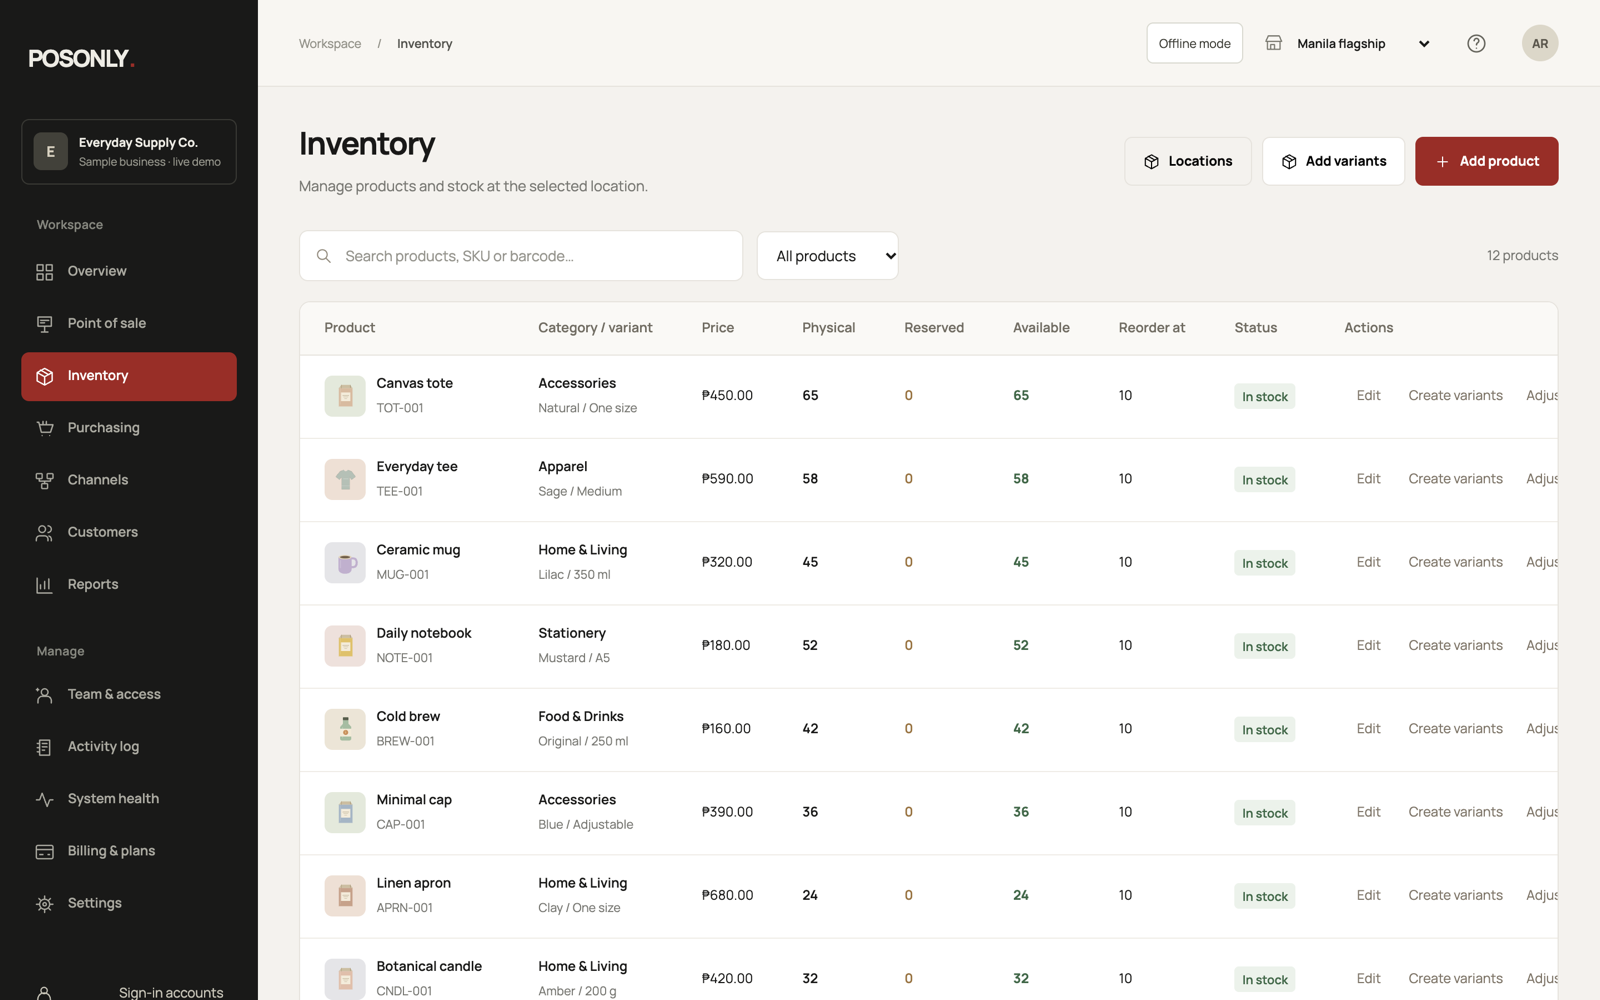 POSONLY.
E
Everyday Supply Co.
Sample business · live demo
Workspace
Overview
Point of sale
Inventory
Purchasing
Channels
Customers
Reports
Manage
Team & access
Activity log
System health
Billing & plans
Settings
Sign-in accounts
Workspace / Inventory
Offline mode
Manila flagship
AR
Inventory
Manage products and stock at the selected location.
Locations
Add variants
Add product
Search products, SKU or barcode...
All products
12 products
Product Category / variant Price Physical Reserved Available Reorder at Status Actions
Canvas tote Accessories
TOT-001 Natural / One size ₱450.00 65 0 65 10 In stock Edit Create variants Adjus
Everyday tee Apparel
TEE-001 Sage / Medium ₱590.00 58 0 58 10 In stock Edit Create variants Adjus
Ceramic mug Home & Living
MUG-001 Lilac / 350 ml ₱320.00 45 0 45 10 In stock Edit Create variants Adjus
Daily notebook Stationery
NOTE-001 Mustard / A5 ₱180.00 52 0 52 10 In stock Edit Create variants Adjus
Cold brew Food & Drinks
BREW-001 Original / 250 ml ₱160.00 42 0 42 10 In stock Edit Create variants Adjus
Minimal cap Accessories
CAP-001 Blue / Adjustable ₱390.00 36 0 36 10 In stock Edit Create variants Adjus
Linen apron Home & Living
APRN-001 Clay / One size ₱680.00 24 0 24 10 In stock Edit Create variants Adjus
Botanical candle Home & Living
CNDL-001 Amber / 200 g ₱420.00 32 0 32 10 In stock Edit Create variants Adjus